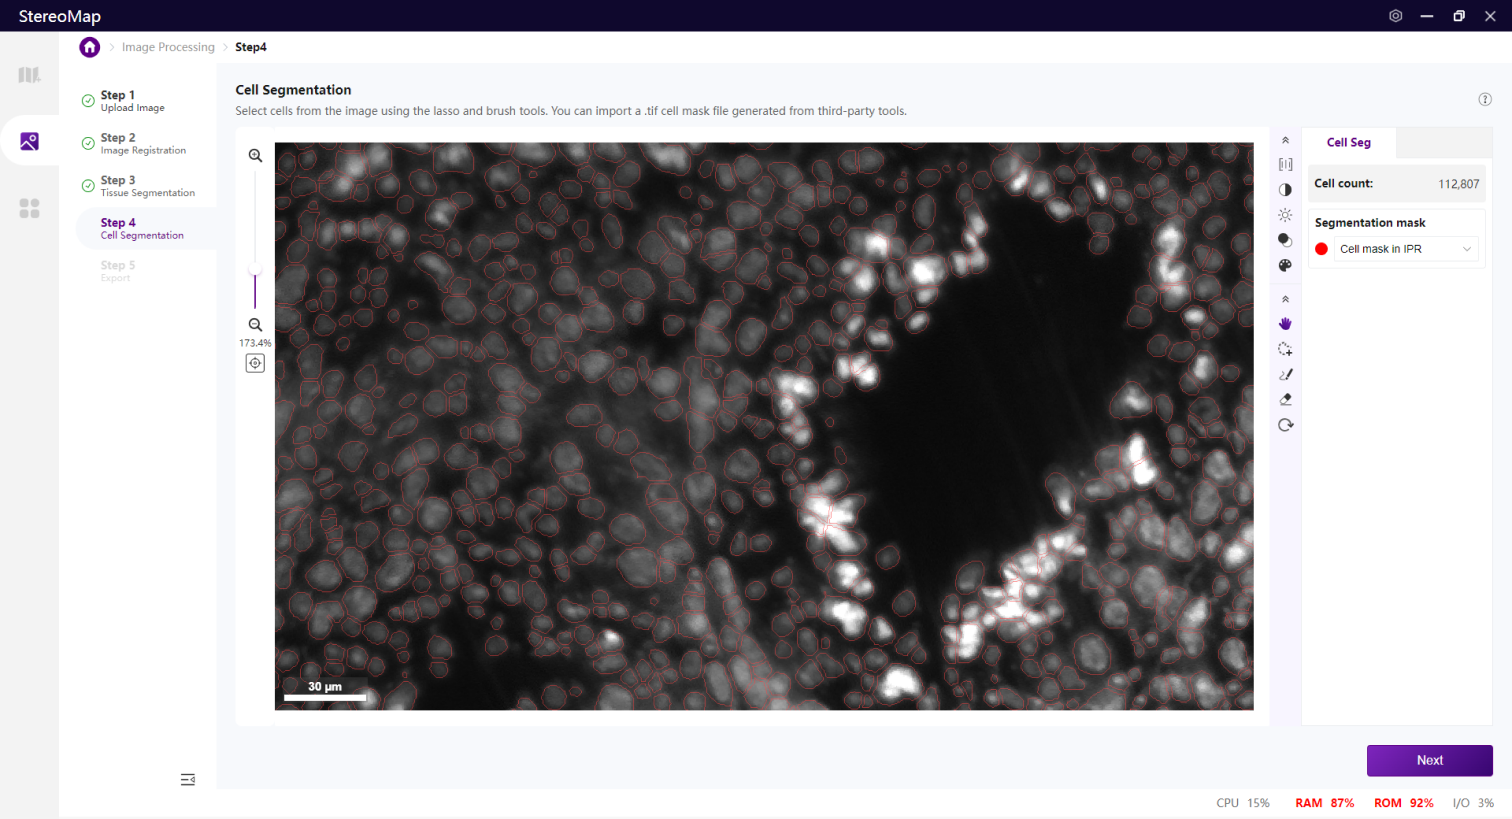 StereoMap
Image Processing
Step4
Step 1
Upload Image
Step 2
Image Registration
Step 3
Tissue Segmentation
Step 4
Cell Segmentation
Step 5
Export
Cell Segmentation
Select cells from the image using the lasso and brush tools. You can import a .tif cell mask file generated from third-party tools.
173.4%
30 μm
Cell Seg
Cell count: 112,807
Segmentation mask
Cell mask in IPR
Next
CPU 15% RAM 87% ROM 92% I/O 3%